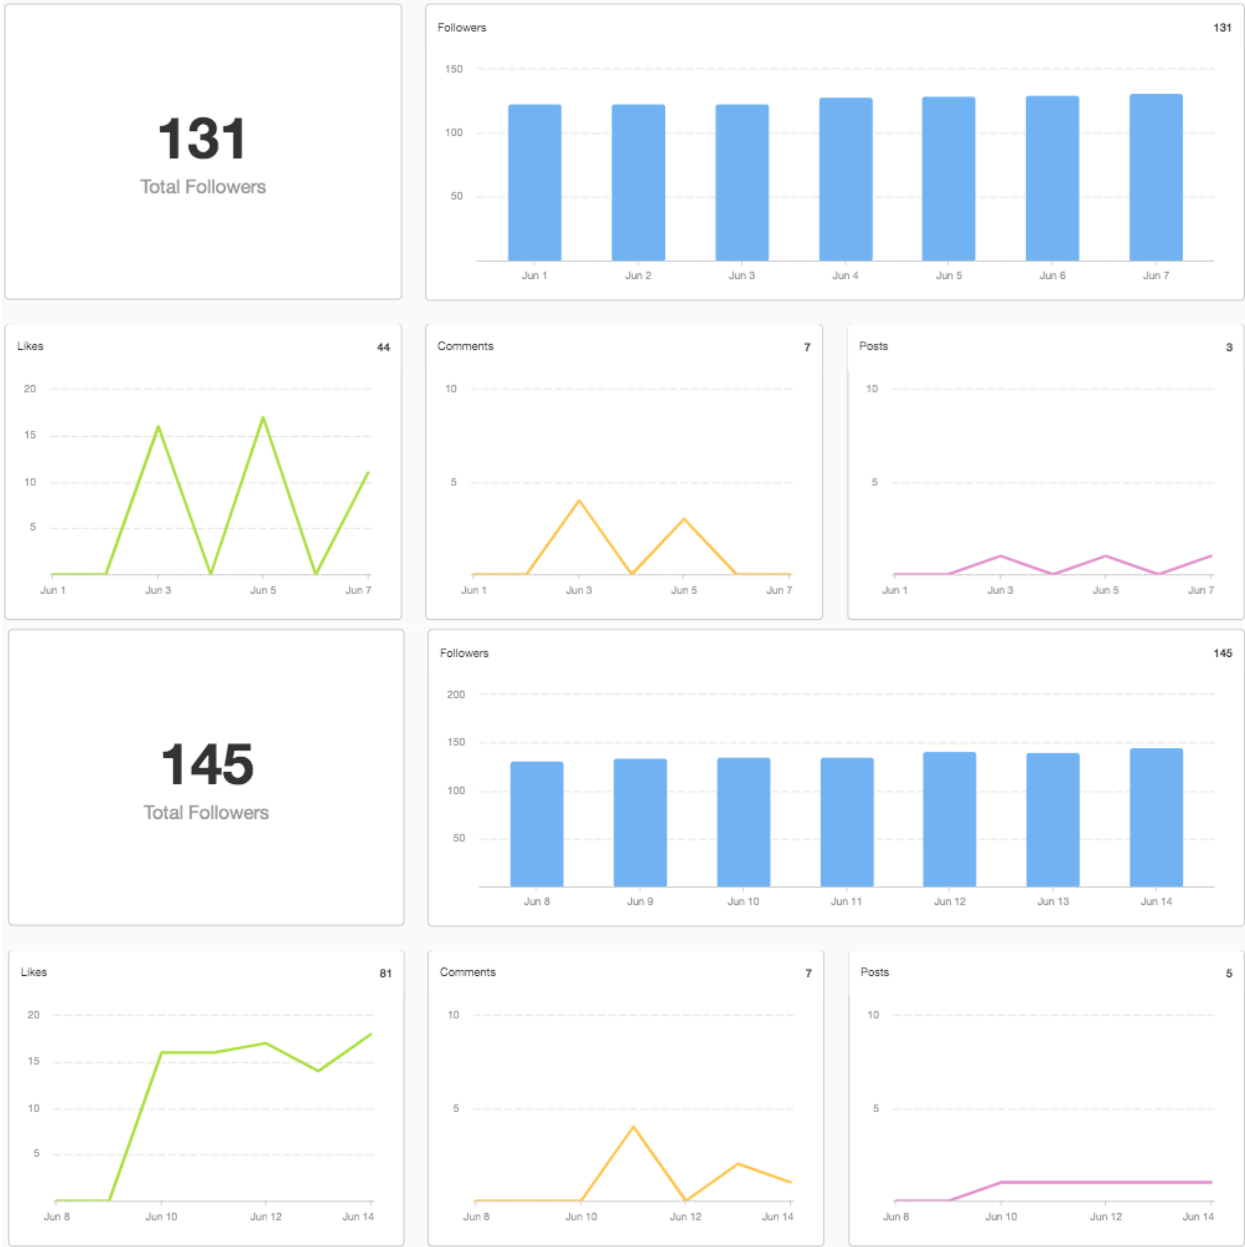 131
Total Followers
Followers 131
150
100
50
Jun 1 Jun 2 Jun 3 Jun 4 Jun 5 Jun 6 Jun 7
Likes 44
20
15
10
5
Jun 1 Jun 3 Jun 5 Jun 7
Comments 7
10
5
Jun 1 Jun 3 Jun 5 Jun 7
Posts 3
10
5
Jun 1 Jun 3 Jun 5 Jun 7
145
Total Followers
Followers 145
200
150
100
50
Jun 8 Jun 9 Jun 10 Jun 11 Jun 12 Jun 13 Jun 14
Likes 81
20
15
10
5
Jun 8 Jun 10 Jun 12 Jun 14
Comments 7
10
5
Jun 8 Jun 10 Jun 12 Jun 14
Posts 5
10
5
Jun 8 Jun 10 Jun 12 Jun 14